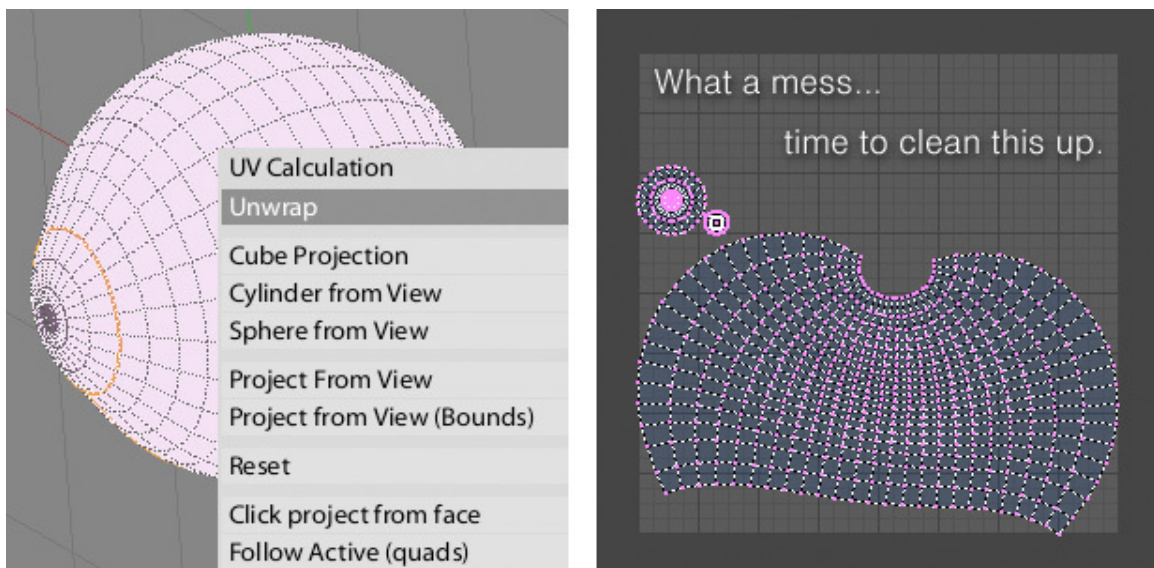 UV Calculation
Unwrap
Cube Projection
Cylinder from View
Sphere from View
Project From View
Project from View (Bounds)
Reset
Click project from face
Follow Active (quads)
What a mess...
time to clean this up.